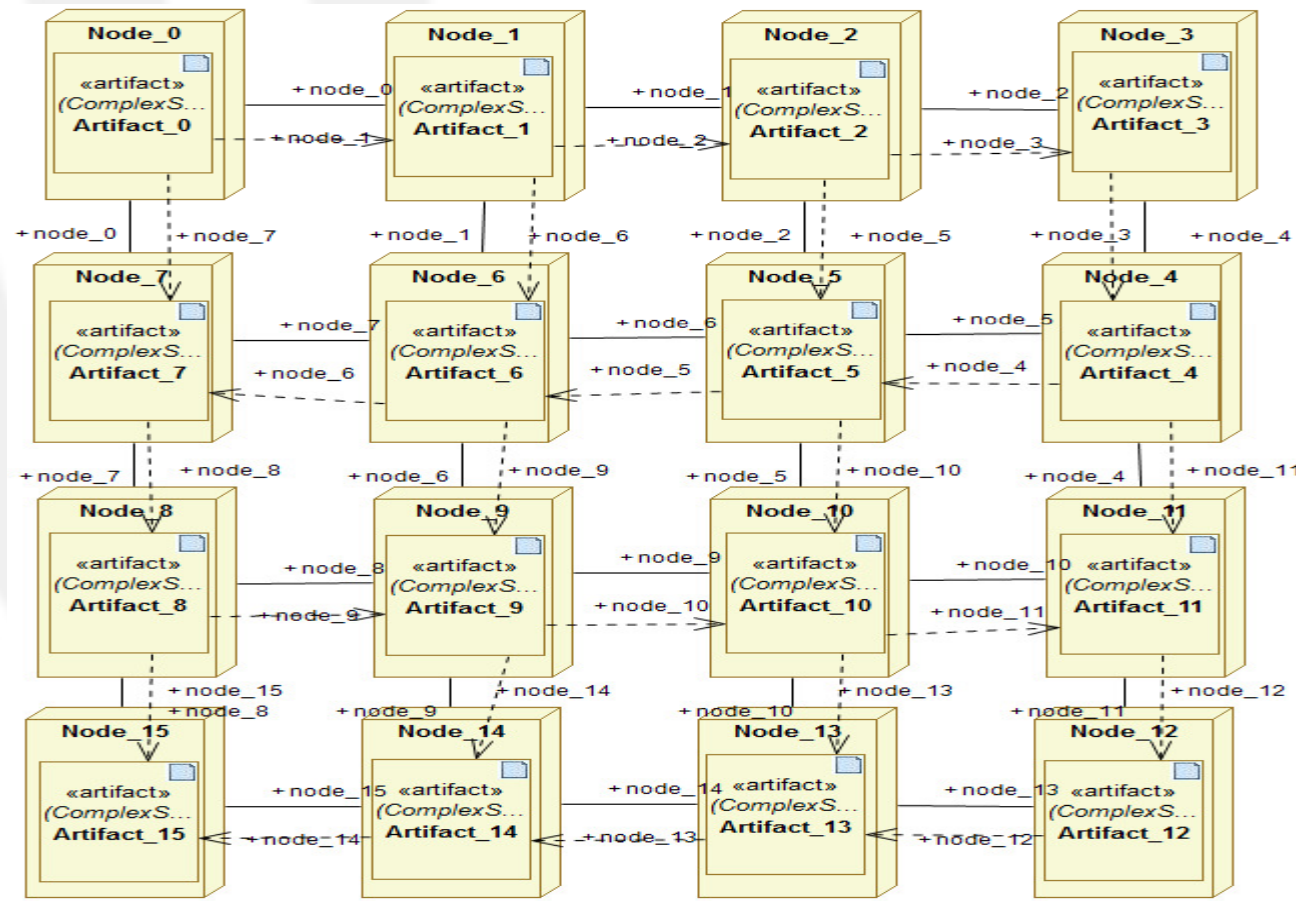 Node_0
Node_1
Node_2
Node_3
«artifact»
(ComplexS...
Artifact_0
«artifact»
(ComplexS...
Artifact_1
«artifact»
(ComplexS...
Artifact_2
«artifact»
(ComplexS...
Artifact_3
+ node_0
+ node_1
+ node_2
+ node_1
+ node_2
+ node_3
+ node_0
+ node_7
+ node_1
+ node_6
+ node_2
+ node_5
+ node_3
+ node_4
Node_7
Node_6
Node_5
Node_4
«artifact»
(ComplexS...
Artifact_7
«artifact»
(ComplexS...
Artifact_6
«artifact»
(ComplexS...
Artifact_5
«artifact»
(ComplexS...
Artifact_4
+ node_7
+ node_6
+ node_5
+ node_6
+ node_5
+ node_4
+ node_7
+ node_8
+ node_6
+ node_9
+ node_5
+ node_10
+ node_4
+ node_11
Node_8
Node_9
Node_10
Node_11
«artifact»
(ComplexS...
Artifact_8
«artifact»
(ComplexS...
Artifact_9
«artifact»
(ComplexS...
Artifact_10
«artifact»
(ComplexS...
Artifact_11
+ node_8
+ node_9
+ node_10
+ node_9
+ node_10
+ node_11
+ node_15
+ node_8
+ node_9
+ node_14
+ node_10
+ node_13
+ node_11
+ node_12
Node_15
Node_14
Node_13
Node_12
«artifact»
(ComplexS...
Artifact_15
«artifact»
(ComplexS...
Artifact_14
«artifact»
(ComplexS...
Artifact_13
«artifact»
(ComplexS...
Artifact_12
+ node_15
+ node_14
+ node_13
+ node_14
+ node_13
+ node_12